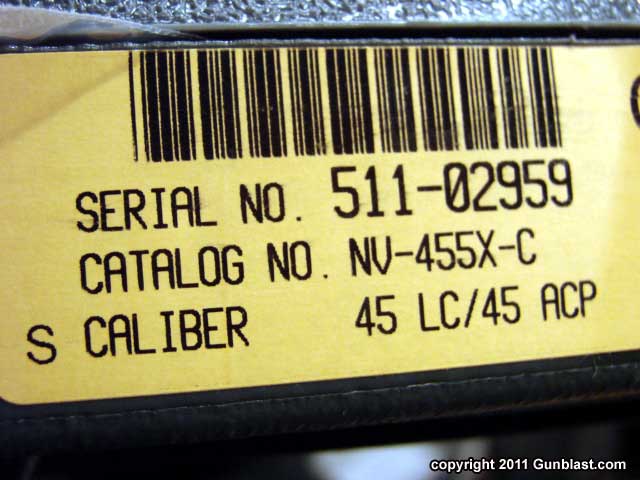 SERIAL NO. 511-02959
CATALOG NO. NV-455X-C
S CALIBER 45 LC/45 ACP
copyright 2011 Gunblast.com